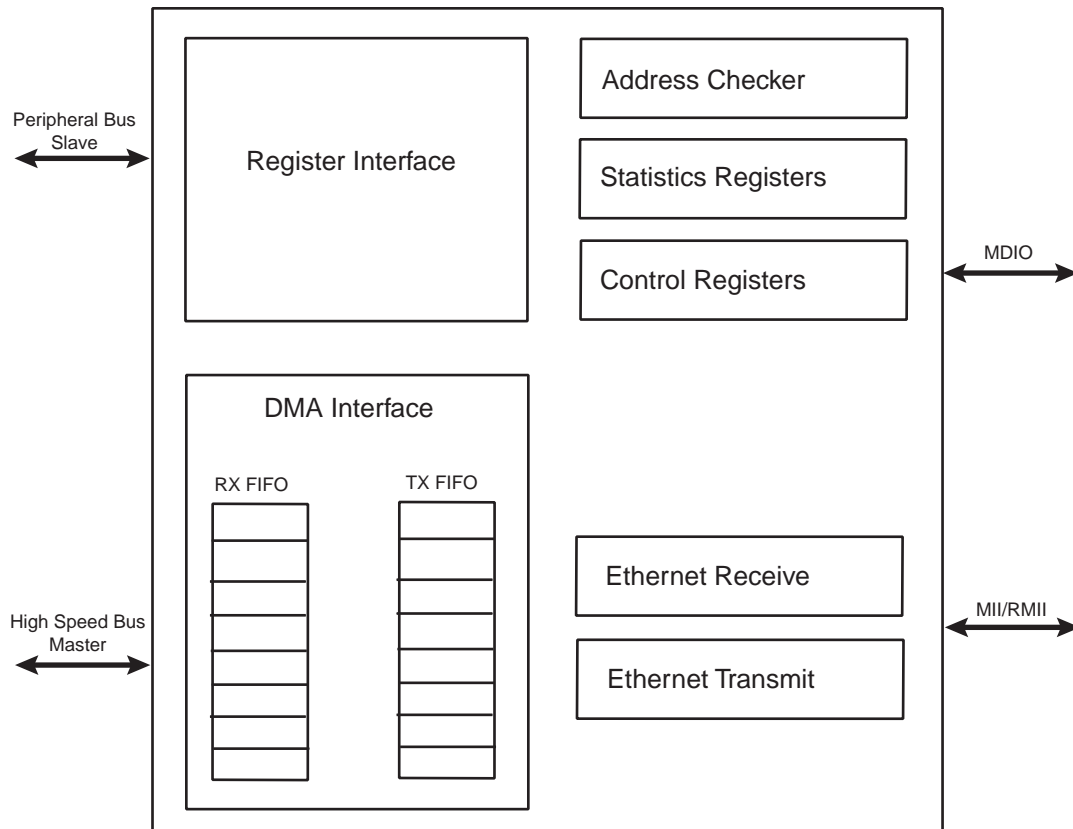 Peripheral Bus
Slave
Register Interface
Address Checker
Statistics Registers
Control Registers
MDIO
DMA Interface
RX FIFO
TX FIFO
High Speed Bus
Master
Ethernet Receive
Ethernet Transmit
MII/RMII